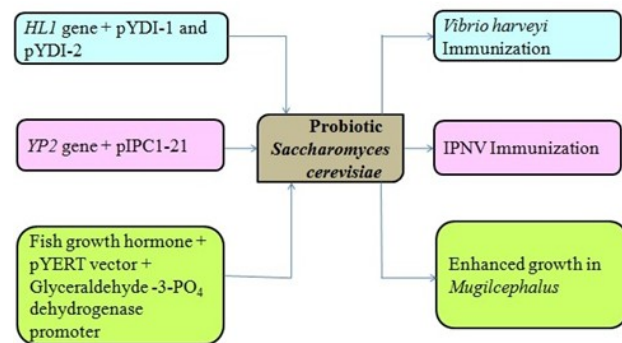 HL1 gene + pYDI-1 and
pYDI-2
Vibrio harveyi
Immunization
YP2 gene + pIPC1-21
Probiotic
Saccharomyces
cerevisiae
IPNV Immunization
Fish growth hormone +
pYERT vector +
Glyceraldehyde -3-PO₄
dehydrogenase
promoter
Enhanced growth in
Mugilcephalus